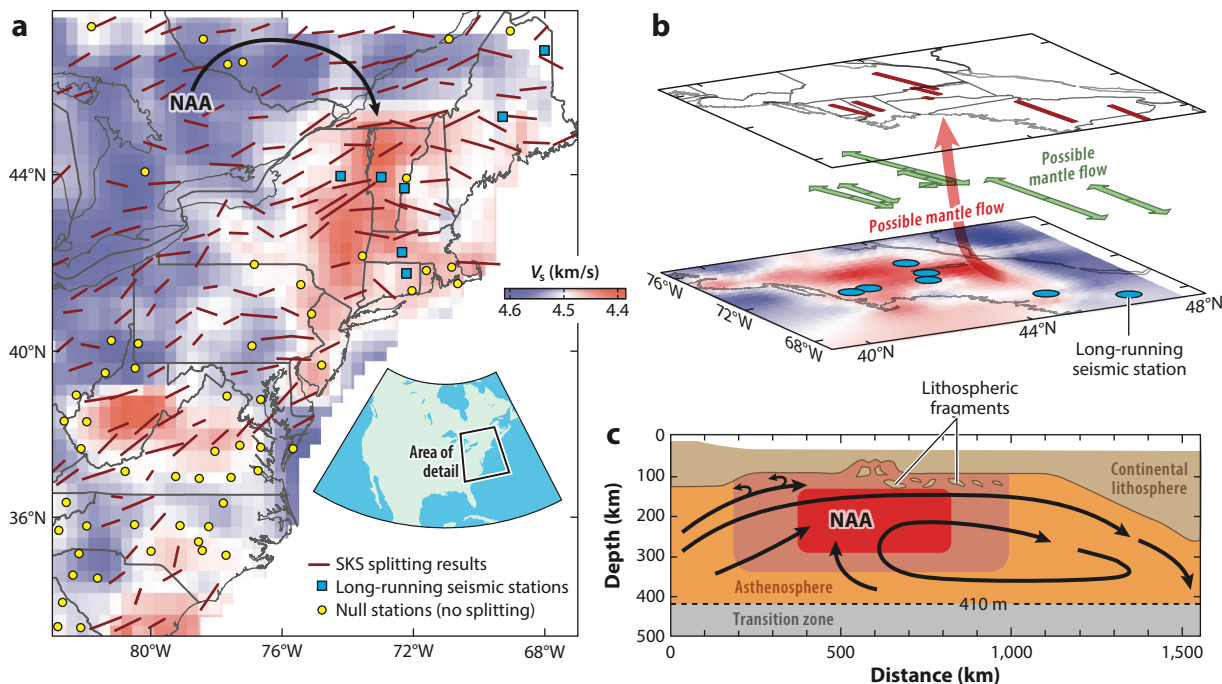 a
NAA
44°N
40°N
36°N
80°W
76°W
72°W
68°W
Vs (km/s)
4.6
4.5
4.4
Area of
detail
SKS splitting results
Long-running seismic stations
Null stations (no splitting)
b
Possible
mantle flow
Possible mantle flow
76°W
72°W
68°W
40°N
44°N
48°N
Long-running
seismic station
Lithospheric
fragments
c
0
100
200
300
400
500
Depth (km)
Continental
lithosphere
NAA
Asthenosphere
410 m
Transition zone
0
500
1,000
1,500
Distance (km)